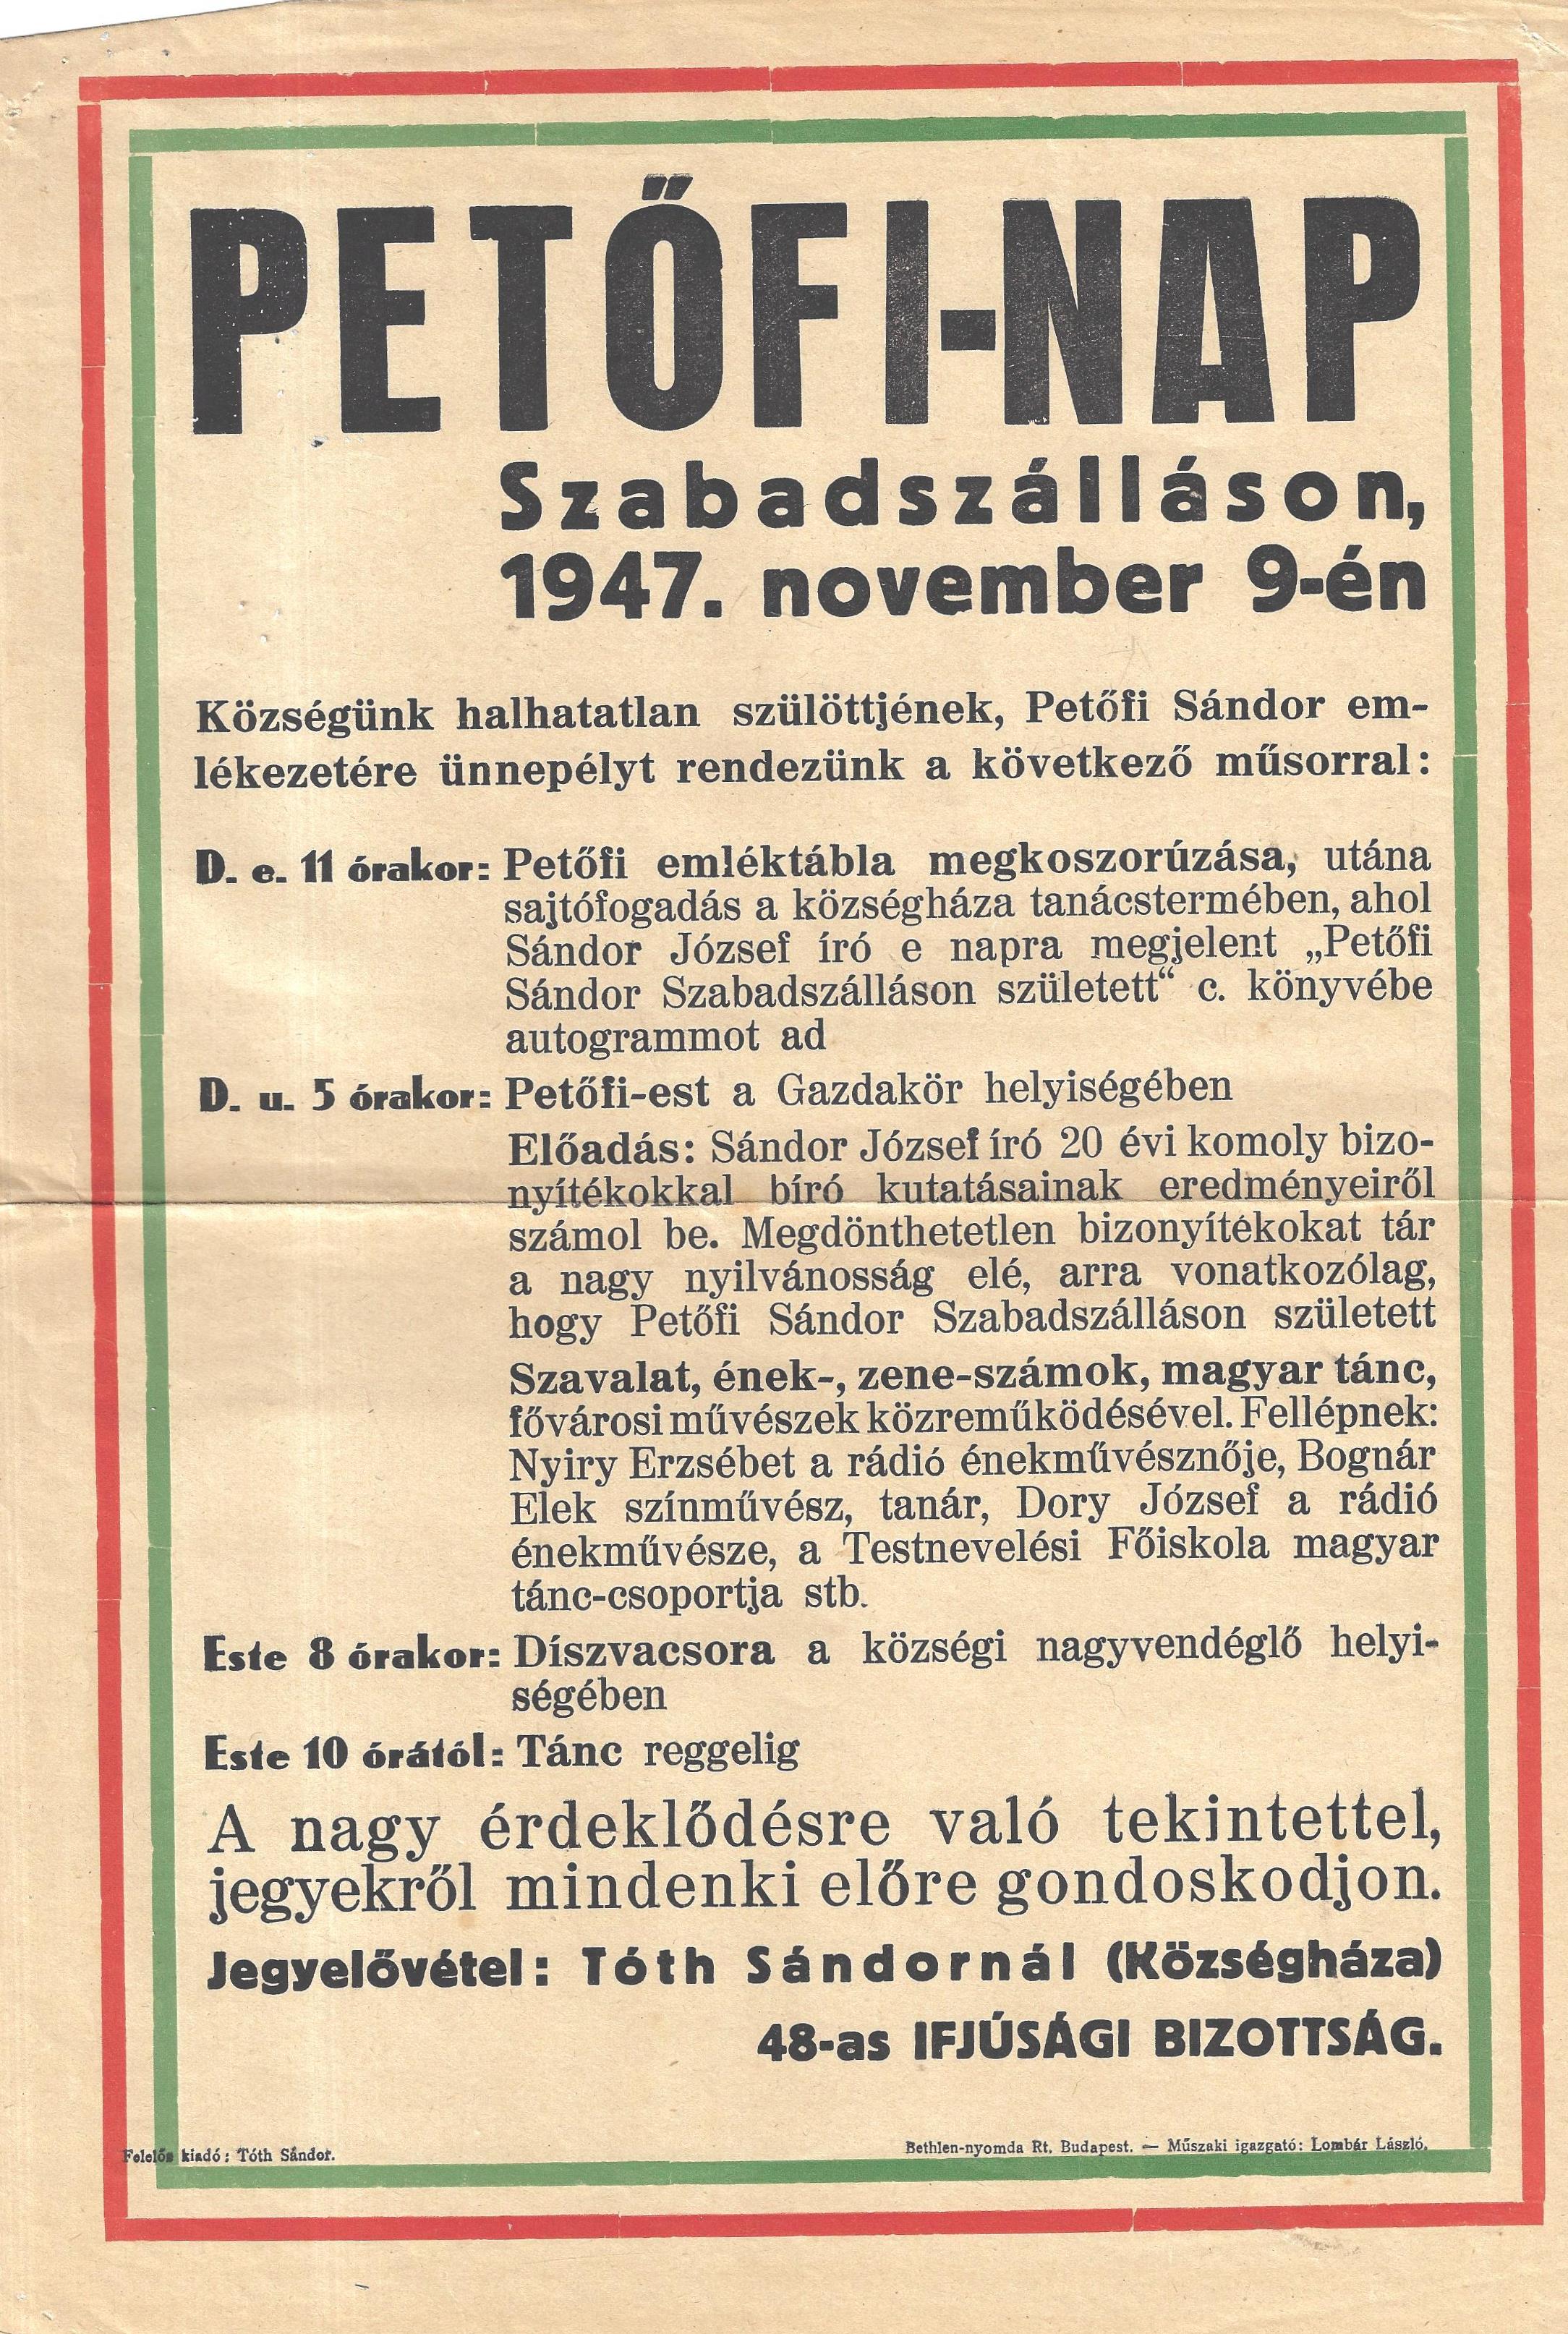 PETŐFI-NAP
Szabadszálláson,
1947. november 9-én
Községünk halhatatlan szülöttjének, Petőfi Sándor em-
lékezetére ünnepélyt rendezünk a következő műsorral:
D. e. 11 órakor: Petőfi emléktábla megkoszorúzása, utána
sajtófogadás a községháza tanácstermében, ahol
Sándor József író e napra megjelent „Petőfi
Sándor Szabadszálláson született“ c. könyvébe
autogrammot ad
D. u. 5 órakor: Petőfi-est a Gazdakör helyiségében
Előadás: Sándor József író 20 évi komoly bizo-
nyítékokkal bíró kutatásainak eredményeiről
számol be. Megdönthetetlen bizonyítékokat tár
a nagy nyilvánosság elé, arra vonatkozólag,
hogy Petőfi Sándor Szabadszálláson született
Szavalat, ének-, zene-számok, magyar tánc,
fővárosi művészek közreműködésével. Fellépnek:
Nyiry Erzsébet a rádió énekművésznője, Bognár
Elek színművész, tanár, Dory József a rádió
énekművésze, a Testnevelési Főiskola magyar
tánc-csoportja stb.
Este 8 órakor: Díszvacsora a községi nagyvendéglő helyi-
ségében
Este 10 órától: Tánc reggelig
A nagy érdeklődésre való tekintettel,
jegyekről mindenki előre gondoskodjon.
Jegyelővétel: Tóth Sándornál (Községháza)
48-as IFJÚSÁGI BIZOTTSÁG.
Felelős kiadó: Tóth Sándor.
Bethlen-nyomda Rt. Budapest. — Műszaki igazgató: Lombár László.